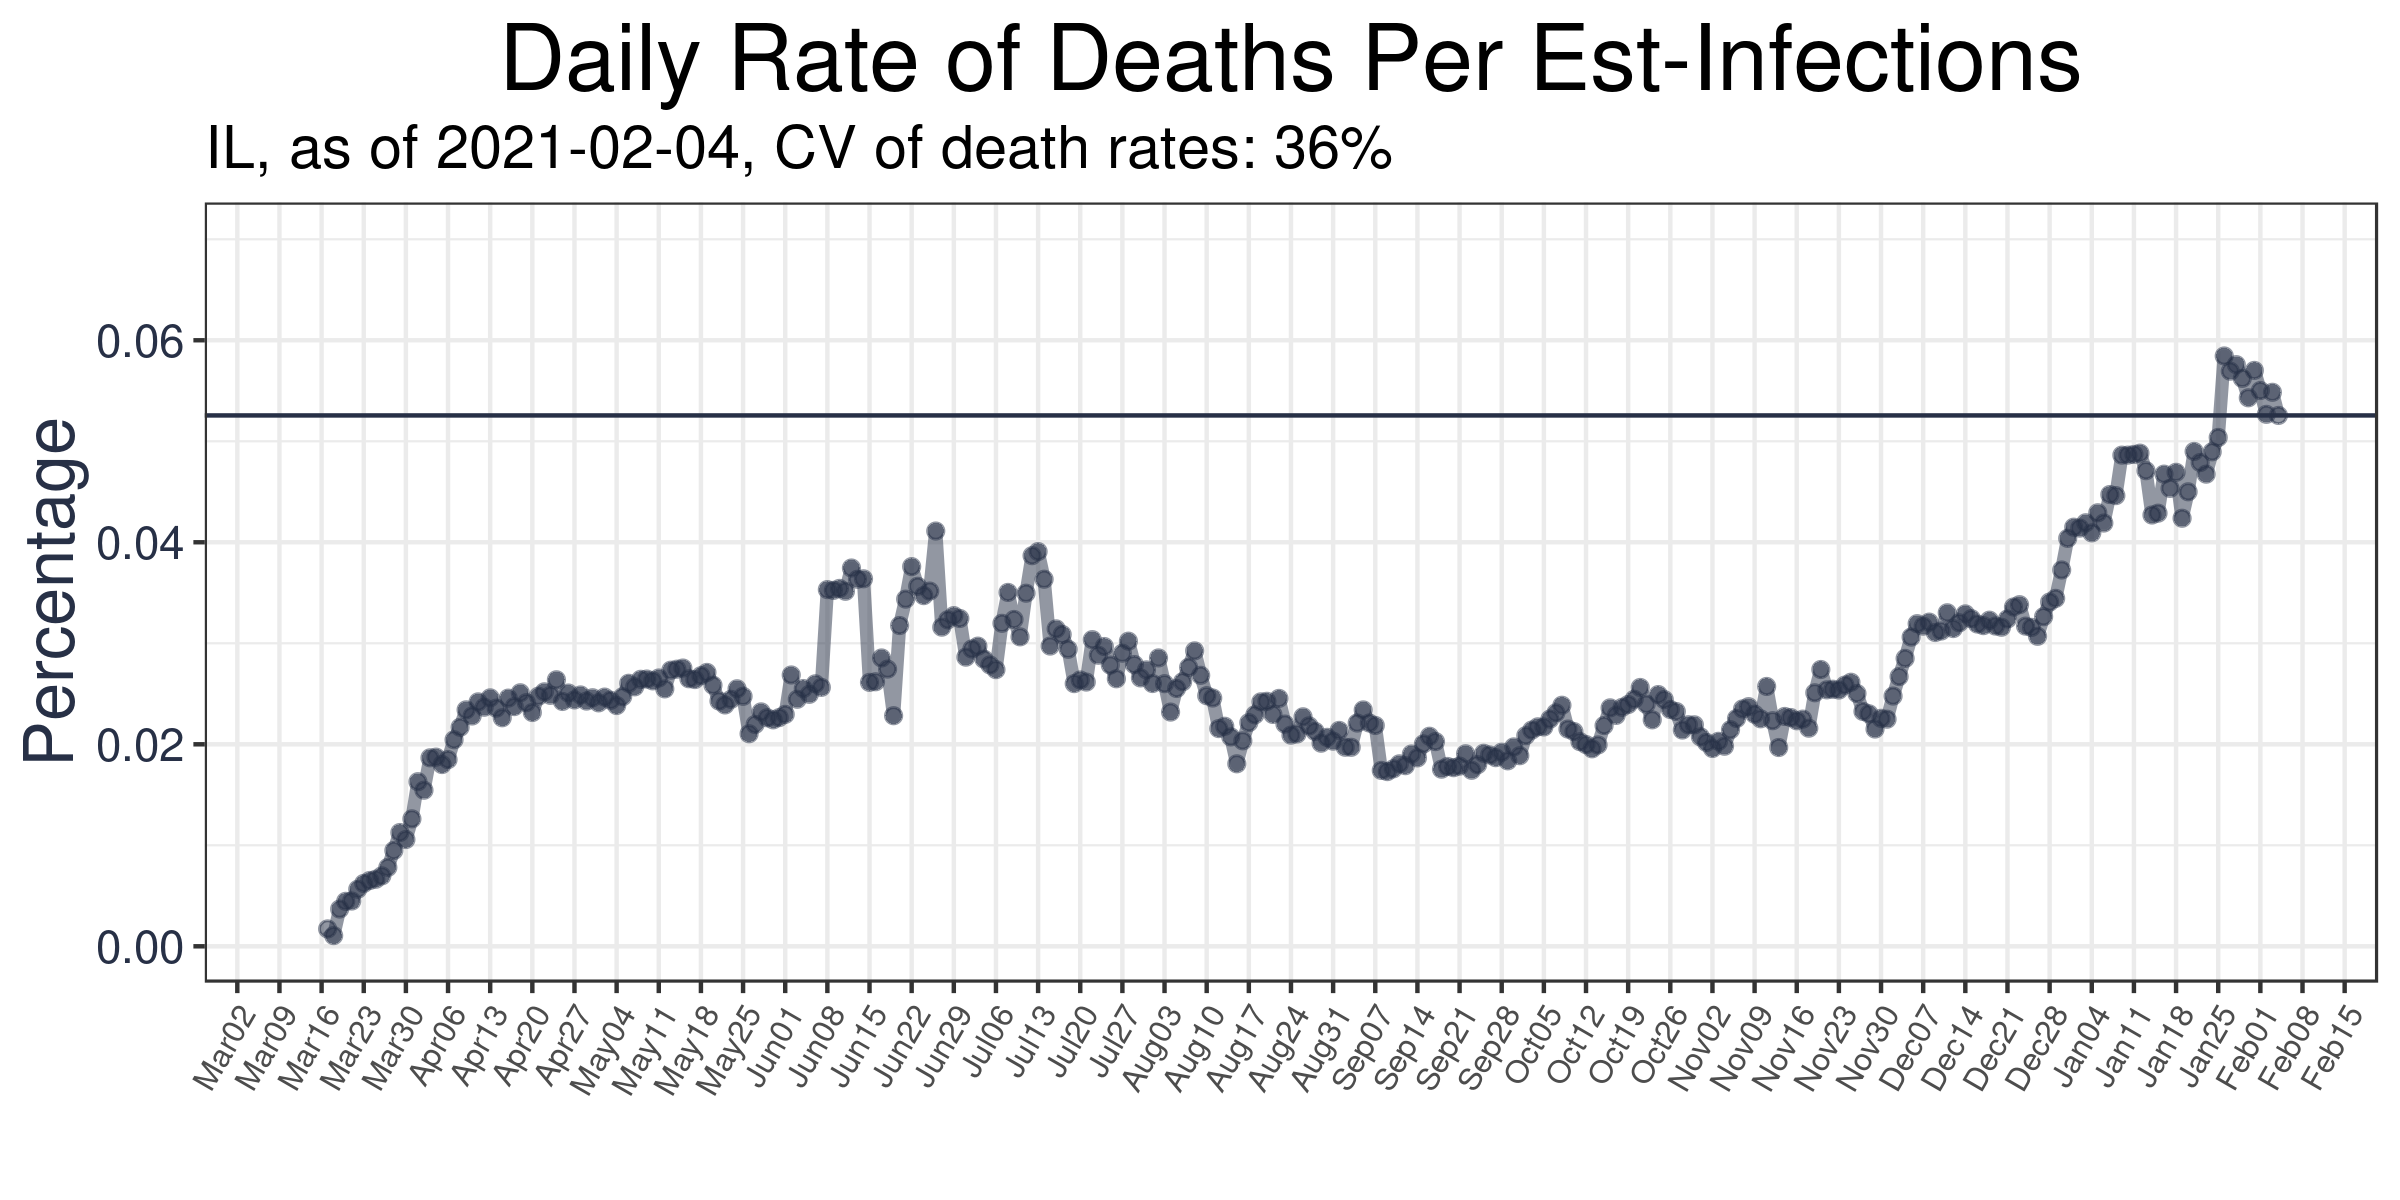 Daily Rate of Deaths Per Est-Infections
IL, as of 2021-02-04, CV of death rates: 36%
Percentage
0.06
0.04
0.02
0.00
Mar02
Mar09
Mar16
Mar23
Mar30
Apr06
Apr13
Apr20
Apr27
May04
May11
May18
May25
Jun01
Jun08
Jun15
Jun22
Jun29
Jul06
Jul13
Jul20
Jul27
Aug03
Aug10
Aug17
Aug24
Aug31
Sep07
Sep14
Sep21
Sep28
Oct05
Oct12
Oct19
Oct26
Nov02
Nov09
Nov16
Nov23
Nov30
Dec07
Dec14
Dec21
Dec28
Jan04
Jan11
Jan18
Jan25
Feb01
Feb08
Feb15